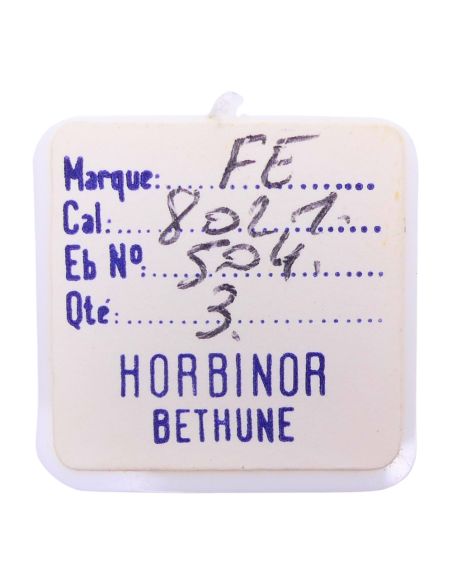 Marque: FE
Cal: 8021.
Eb Nº: 504.
Qté: 3.
HORBINOR
BETHUNE